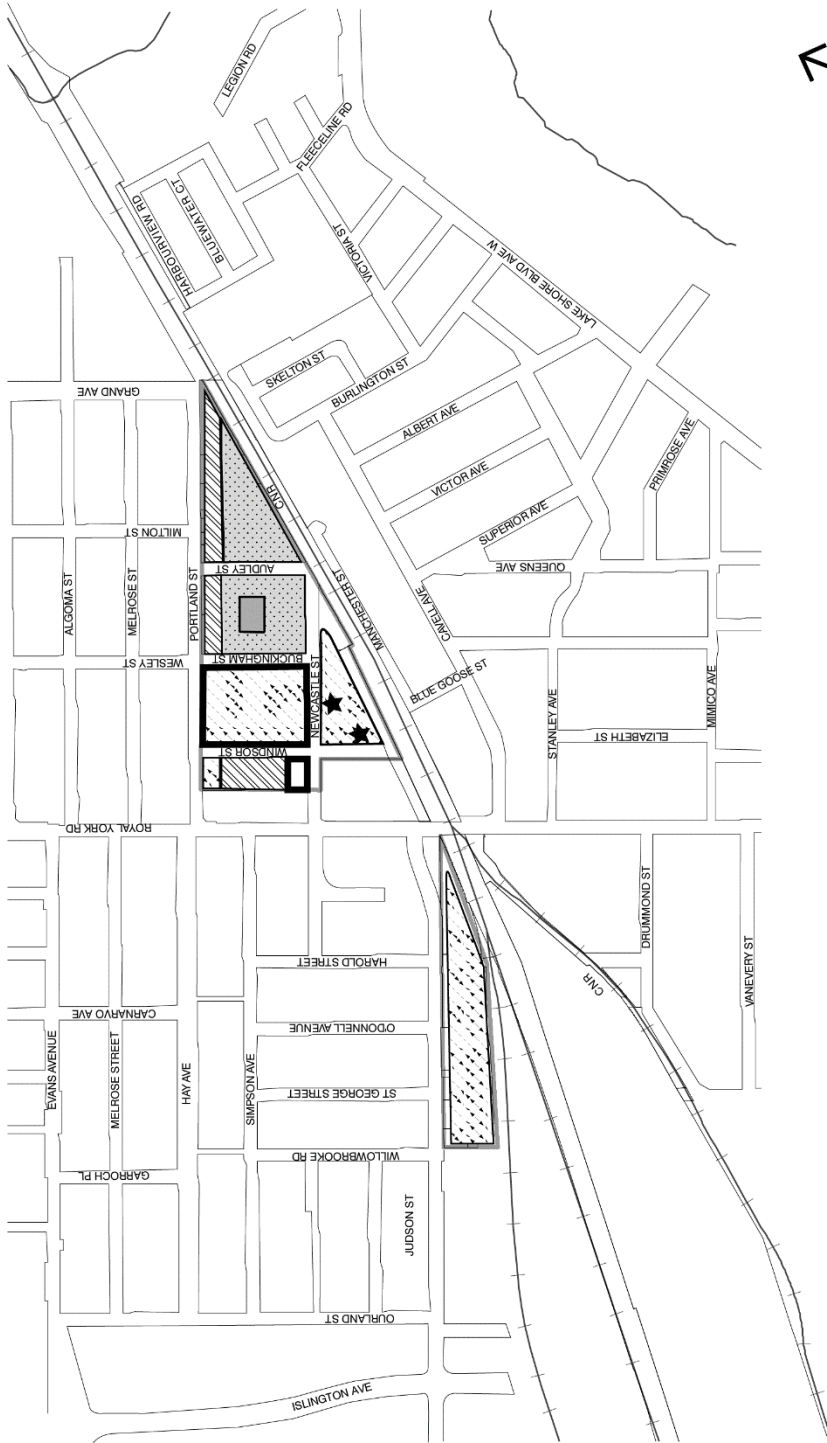 LEGION RD
FLEECELINE RD
HARBOURVIEW RD
BLUEWATER CT
VICTORIA ST
LAKE SHORE BLVD AVE W
SKELTON ST
BURLINGTON ST
GRAND AVE
ALBERT AVE
PRIMROSE AVE
VICTOR AVE
CNR
SUPERIOR AVE
MILTON ST
AUDLEY ST
QUEENS AVE
ALGOMA ST
MELROSE ST
PORTLAND ST
MANCHESTER ST
CAVELL AVE
WESLEY ST
BUCKINGHAM ST
NEWCASTLE ST
BLUE GOOSE ST
STANLEY AVE
MIMICO AVE
ELIZABETH ST
WINDSOR ST
ROYAL YORK RD
DRUMMOND ST
VANEVERY ST
HAROLD STREET
CNR
CARNARVO AVE
O'DONNELL AVENUE
EVANS AVENUE
MELROSE STREET
HAY AVE
SIMPSON AVE
ST GEORGE STREET
WILLOWBROOKE RD
GARROCH PL
JUDSON ST
OURLAND ST
ISLINGTON AVE